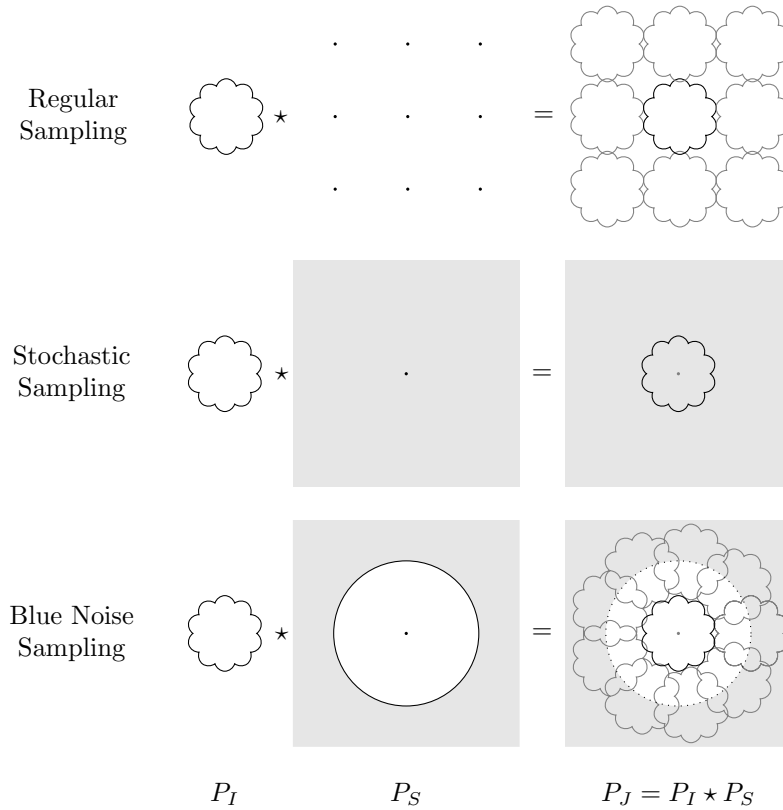 Regular
Sampling
⋆
=
Stochastic
Sampling
⋆
=
Blue Noise
Sampling
⋆
=
P_I
P_S
P_J = P_I ⋆ P_S